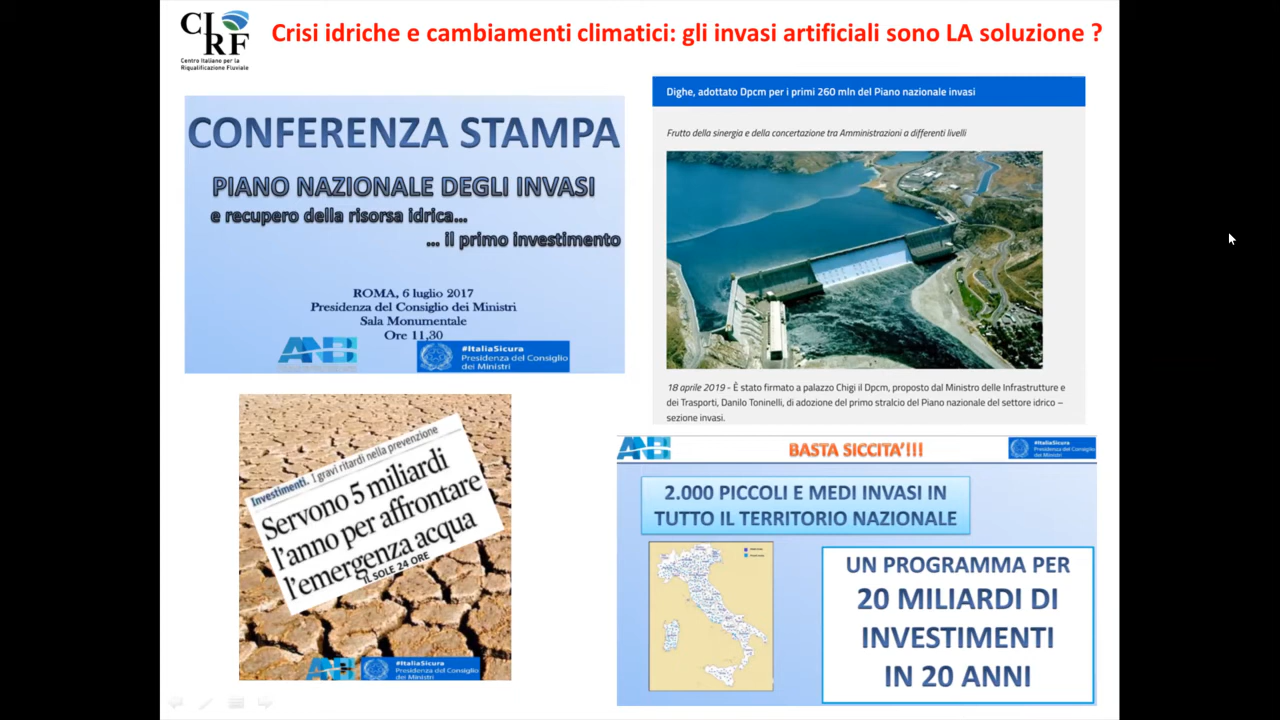 CIRF
Centro Italiano per la
Riqualificazione Fluviale
Crisi idriche e cambiamenti climatici: gli invasi artificiali sono LA soluzione ?
CONFERENZA STAMPA
PIANO NAZIONALE DEGLI INVASI
e recupero della risorsa idrica...
... il primo investimento
ROMA, 6 luglio 2017
Presidenza del Consiglio dei Ministri
Sala Monumentale
Ore 11,30
ANBI
#ItaliaSicura
Presidenza del Consiglio
dei Ministri
Dighe, adottato Dpcm per i primi 260 mln del Piano nazionale invasi
Frutto della sinergia e della concertazione tra Amministrazioni a differenti livelli
18 aprile 2019 - È stato firmato a palazzo Chigi il Dpcm, proposto dal Ministro delle Infrastrutture e
dei Trasporti, Danilo Toninelli, di adozione del primo stralcio del Piano nazionale del settore idrico –
sezione invasi.
Investimenti. I gravi ritardi nella prevenzione
Servono 5 miliardi
l'anno per affrontare
l'emergenza acqua
IL SOLE 24 ORE
ANBI
#ItaliaSicura
Presidenza del Consiglio
dei Ministri
ANBI
BASTA SICCITA'!!!
#ItaliaSicura
Presidenza del Consiglio
dei Ministri
2.000 PICCOLI E MEDI INVASI IN
TUTTO IL TERRITORIO NAZIONALE
UN PROGRAMMA PER
20 MILIARDI DI
INVESTIMENTI
IN 20 ANNI